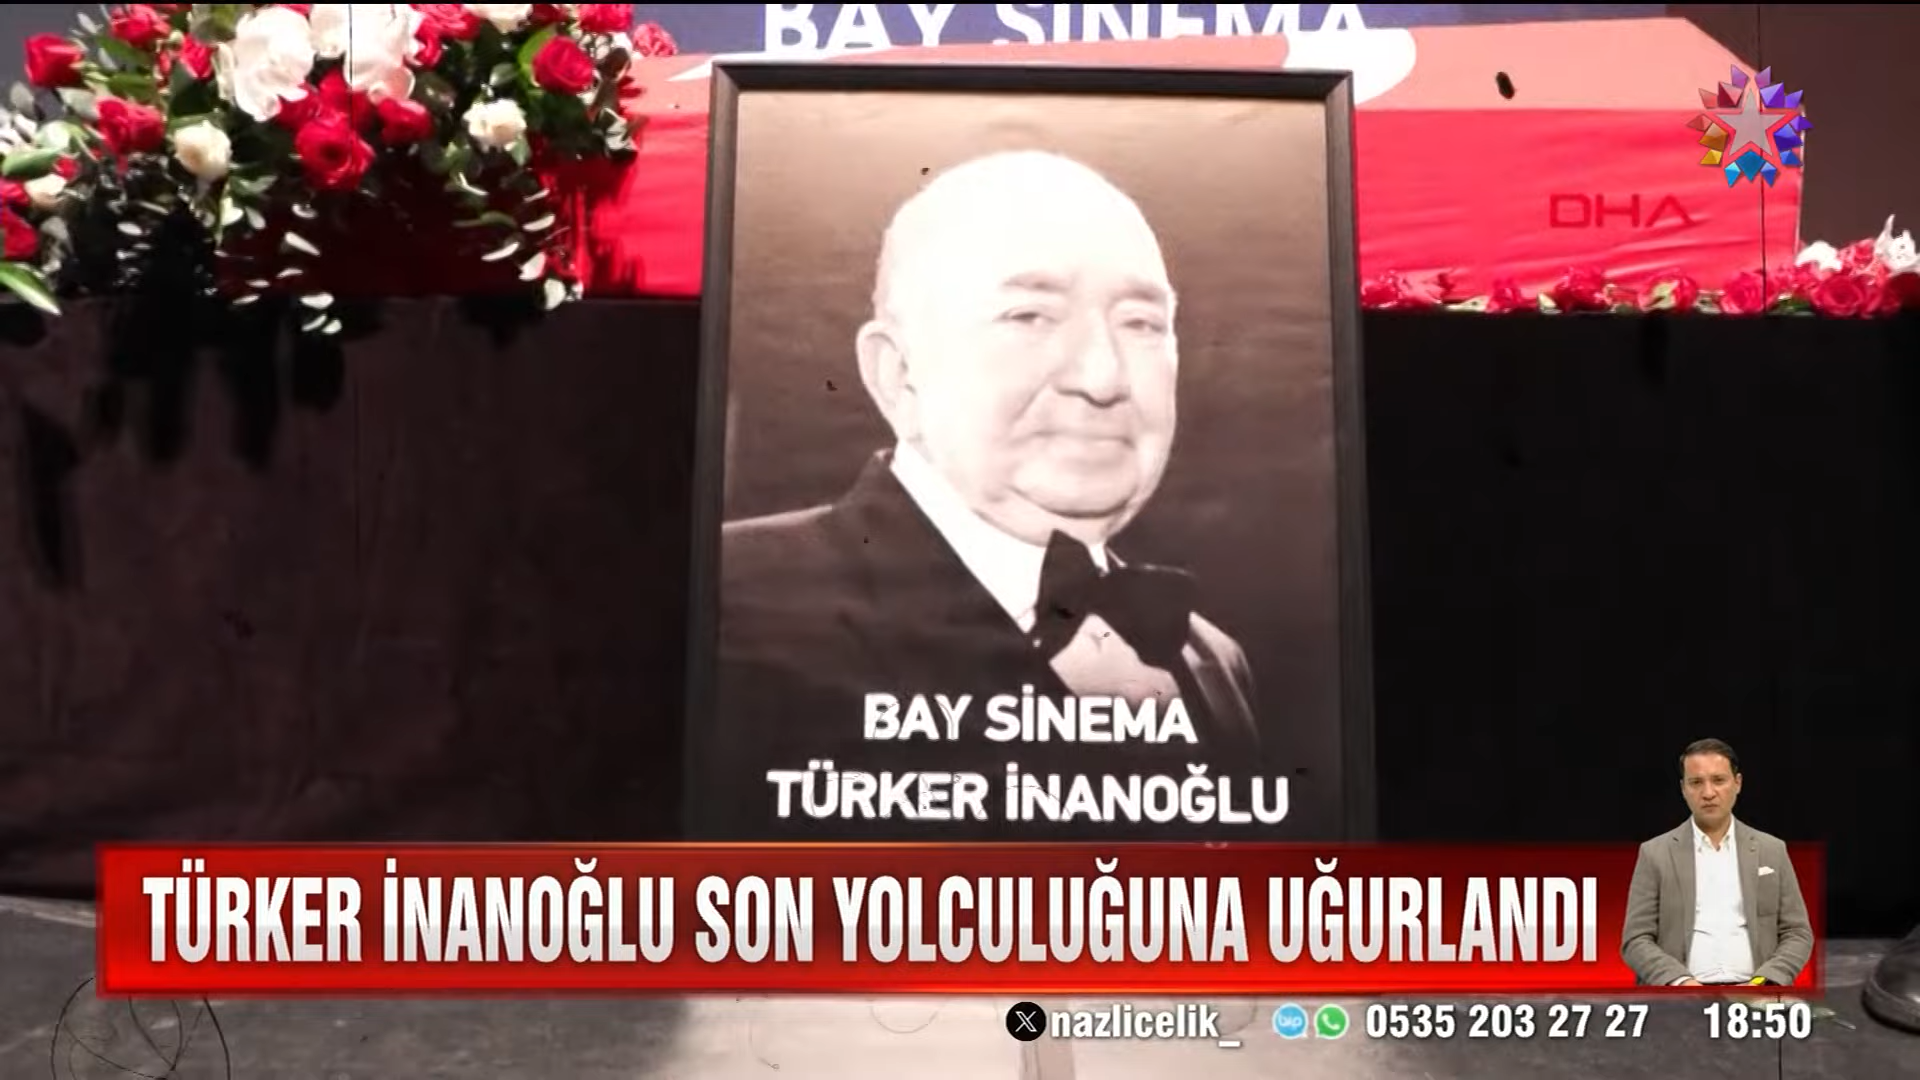 BAY SİNEMA
DHA
BAY SİNEMA
TÜRKER İNANOĞLU
TÜRKER İNANOĞLU SON YOLCULUĞUNA UĞURLANDI
nazlicelik_ bip 0535 203 27 27 18:50